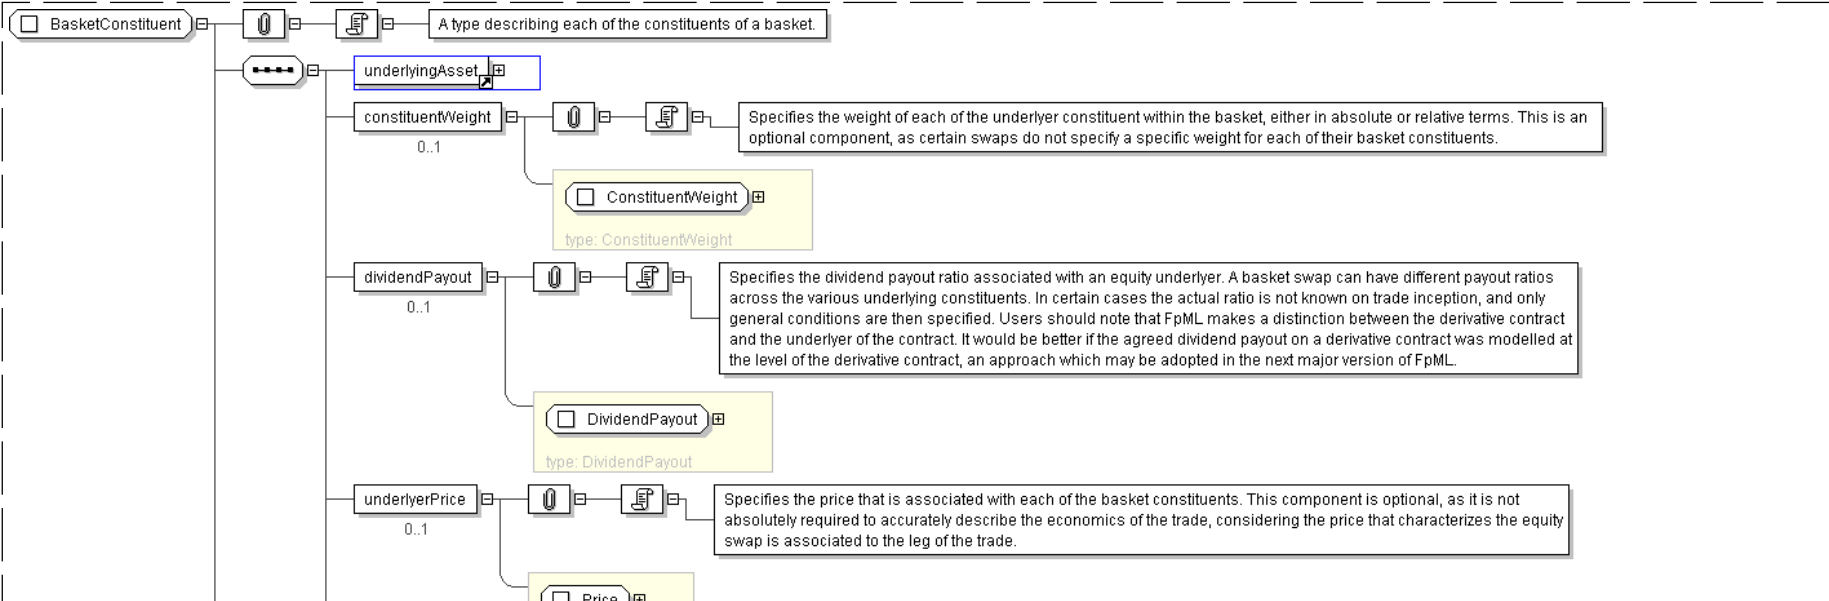 BasketConstituent
A type describing each of the constituents of a basket.
underlyingAsset
constituentWeight
0..1
Specifies the weight of each of the underlyer constituent within the basket, either in absolute or relative terms. This is an
optional component, as certain swaps do not specify a specific weight for each of their basket constituents.
ConstituentWeight
type: ConstituentWeight
dividendPayout
0..1
Specifies the dividend payout ratio associated with an equity underlyer. A basket swap can have different payout ratios
across the various underlying constituents. In certain cases the actual ratio is not known on trade inception, and only
general conditions are then specified. Users should note that FpML makes a distinction between the derivative contract
and the underlyer of the contract. It would be better if the agreed dividend payout on a derivative contract was modelled at
the level of the derivative contract, an approach which may be adopted in the next major version of FpML.
DividendPayout
type: DividendPayout
underlyerPrice
0..1
Specifies the price that is associated with each of the basket constituents. This component is optional, as it is not
absolutely required to accurately describe the economics of the trade, considering the price that characterizes the equity
swap is associated to the leg of the trade.
Price